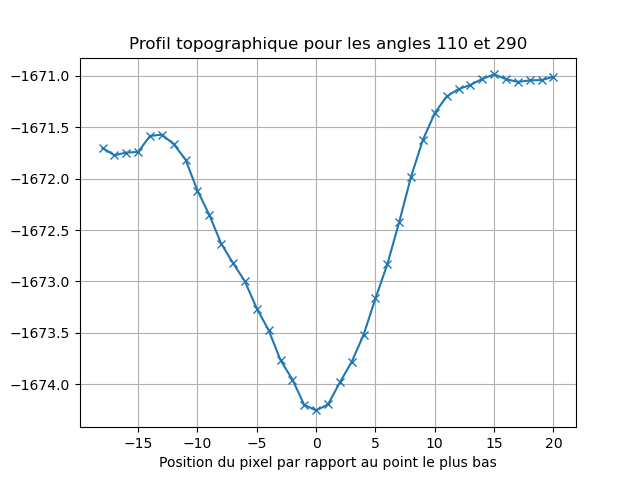 Profil topographique pour les angles 110 et 290
−1671.0
−1671.5
−1672.0
−1672.5
−1673.0
−1673.5
−1674.0
−15 −10 −5 0 5 10 15 20
Position du pixel par rapport au point le plus bas